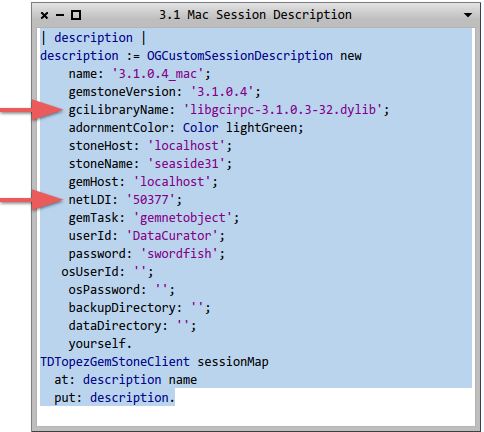 3.1 Mac Session Description
| description |
description := OGCustomSessionDescription new
name: '3.1.0.4_mac';
gemstoneVersion: '3.1.0.4';
gciLibraryName: 'libgcirpc-3.1.0.3-32.dylib';
adornmentColor: Color lightGreen;
stoneHost: 'localhost';
stoneName: 'seaside31';
gemHost: 'localhost';
netLDI: '50377';
gemTask: 'gemnetobject';
userId: 'DataCurator';
password: 'swordfish';
osUserId: '';
osPassword: '';
backupDirectory: '';
dataDirectory: '';
yourself.
TDTopezGemStoneClient sessionMap
at: description name
put: description.